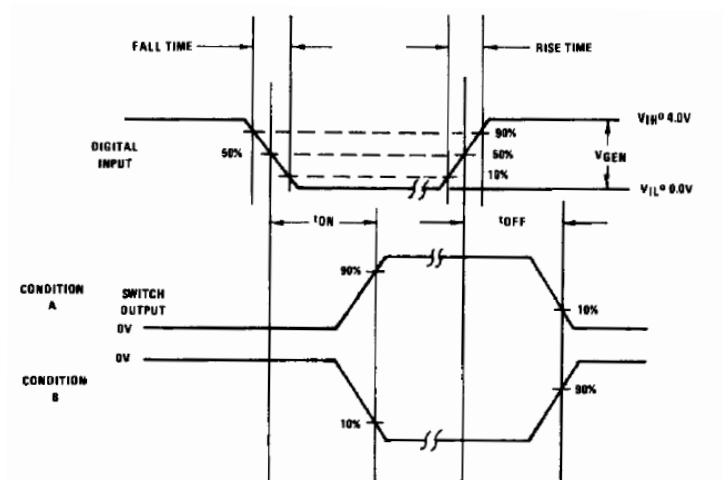 FALL TIME
RISE TIME
VIH = 4.0V
DIGITAL
INPUT
90%
50%
50%
VGEN
10%
VIL = 0.0V
tON
tOFF
90%
CONDITION
A
SWITCH
OUTPUT
0V
10%
0V
CONDITION
B
90%
10%